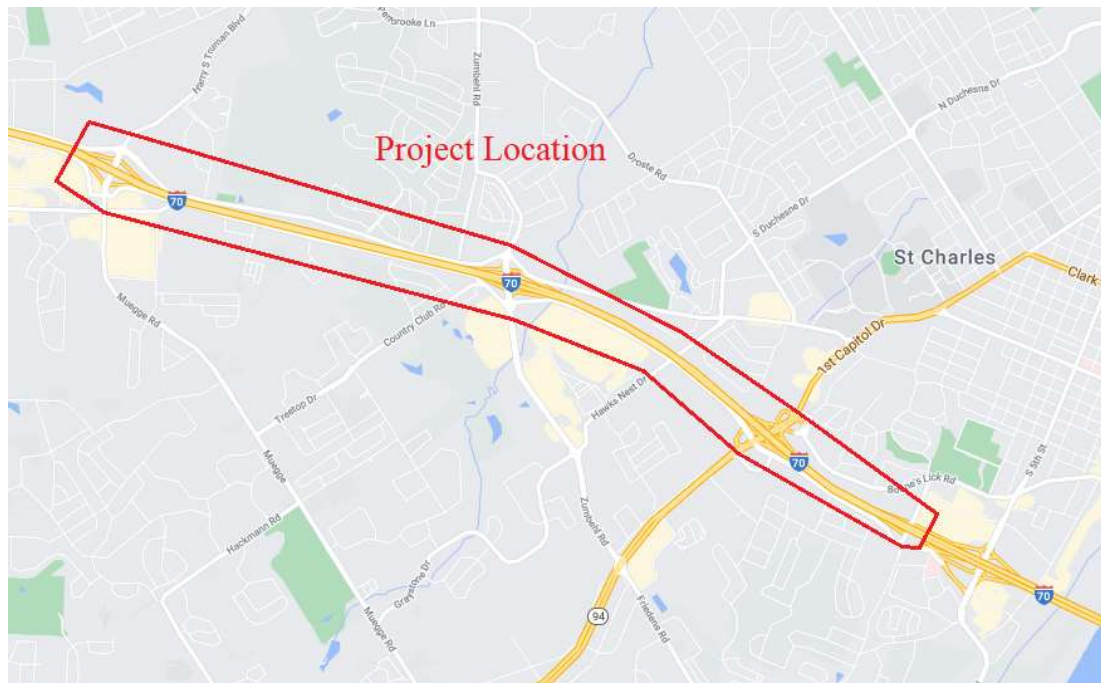 Pembrooke Ln
Harry S Truman Blvd
Zumbehl Rd
N Duchesne Dr
Project Location
Droste Rd
S Duchesne Dr
70
St Charles
Clark
70
Muegge Rd
Country Club Rd
1st Capitol Dr
Hawks Nest Dr
Treetop Dr
70
S 5th St
Boone's Lick Rd
Muegge
Zumbehl Rd
Hackmann Rd
Graystone Dr
70
Friedens Rd
94
Muegge Rd